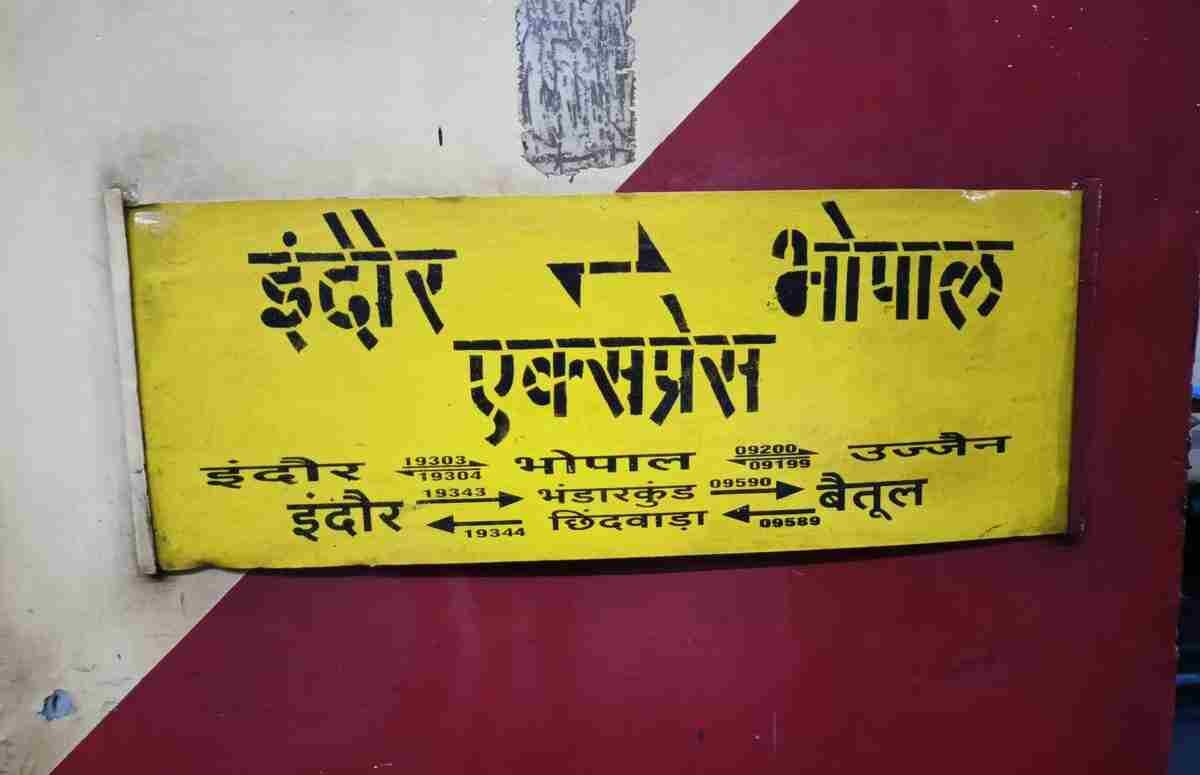 इंदौर भोपाल
एक्सप्रेस
इंदौर 19303 19304 भोपाल 09200 09199 उज्जैन
इंदौर 19343 19344 भंडारकुंड छिंदवाड़ा 09590 09589 बैतूल